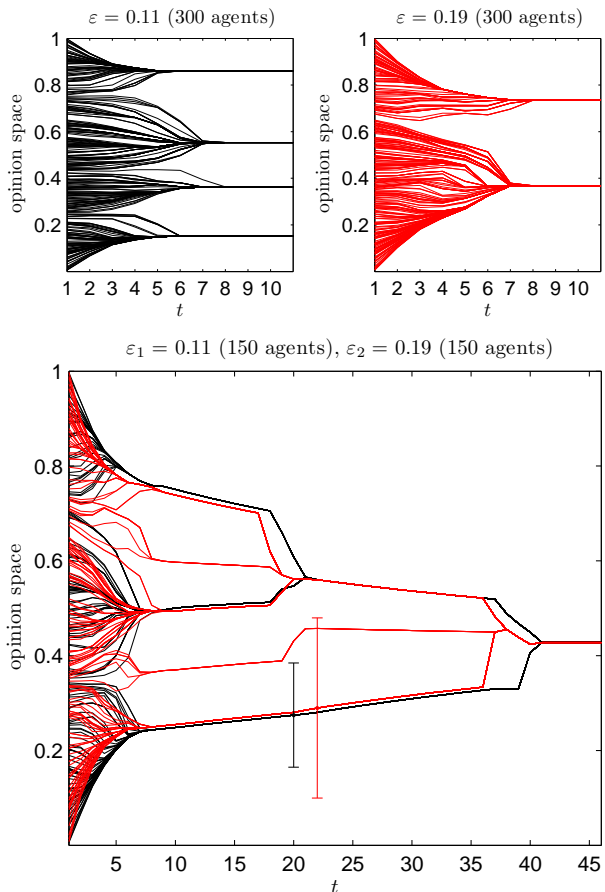 ε = 0.11 (300 agents)
opinion space
1
0.8
0.6
0.4
0.2
1 2 3 4 5 6 7 8 9 10
t
ε = 0.19 (300 agents)
opinion space
1
0.8
0.6
0.4
0.2
1 2 3 4 5 6 7 8 9 10
t
ε₁ = 0.11 (150 agents), ε₂ = 0.19 (150 agents)
opinion space
1
0.8
0.6
0.4
0.2
5 10 15 20 25 30 35 40 45
t